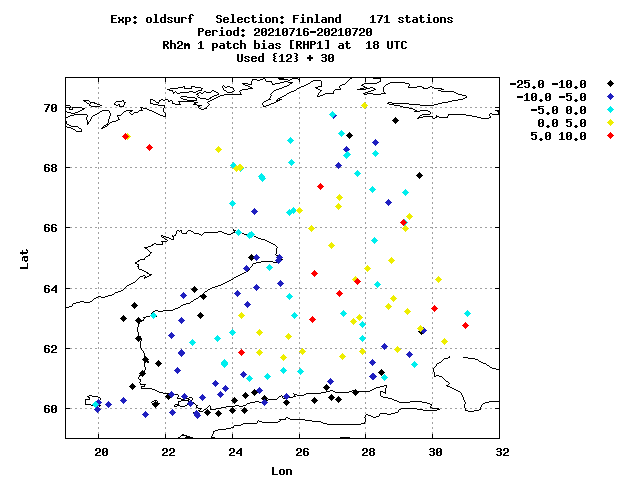 Exp: oldsurf   Selection: Finland    171 stations
Period: 20210716-20210720
Rh2m 1 patch bias [RHP1] at  18 UTC
Used {12} + 30
-25.0 -10.0
-10.0 -5.0
-5.0 0.0
0.0 5.0
5.0 10.0
70
68
66
64
62
60
Lat
20 22 24 26 28 30 32
Lon